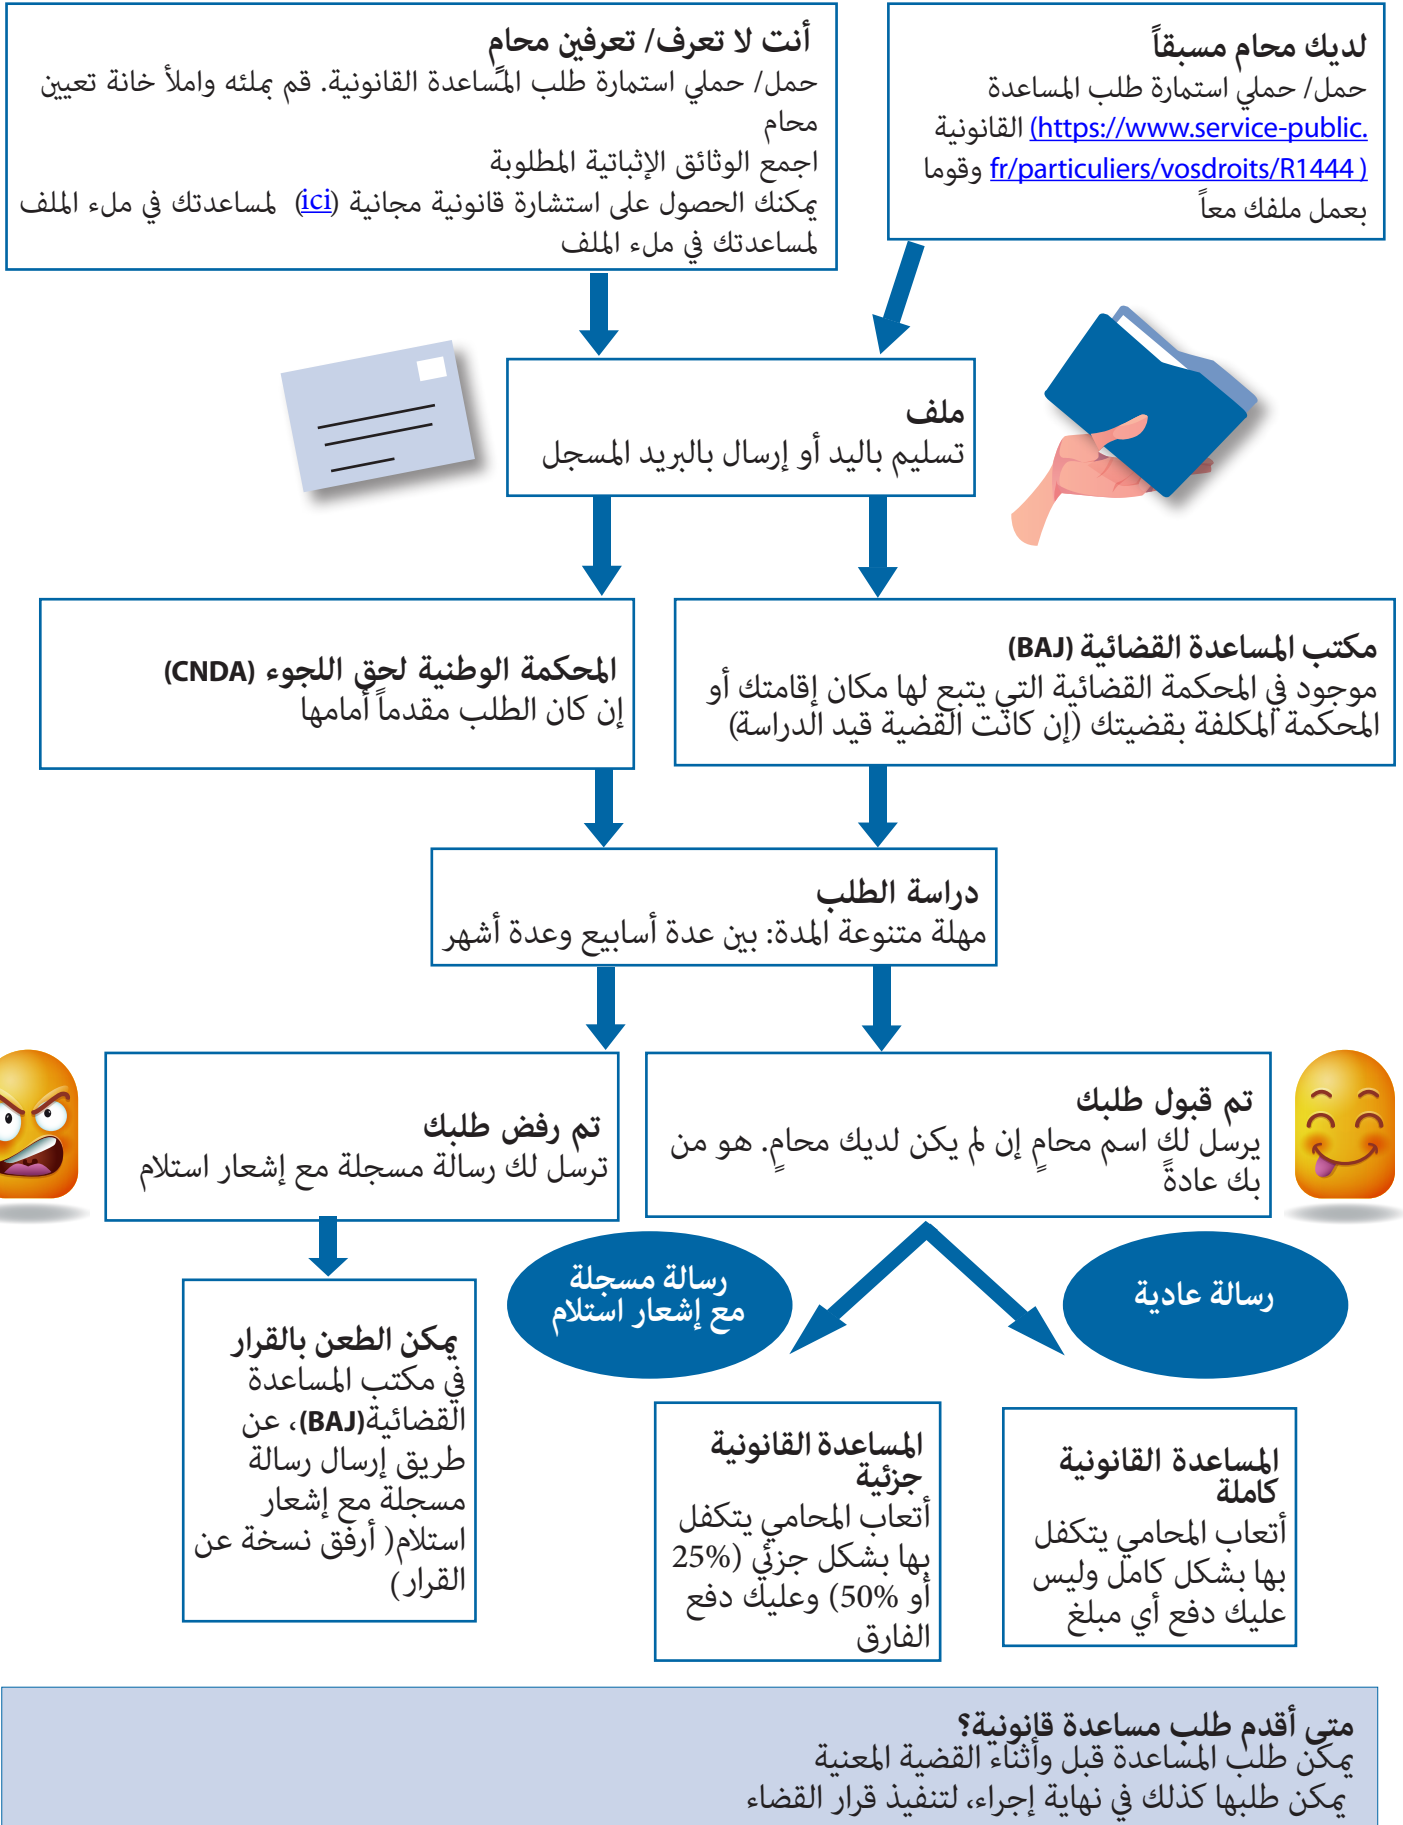 لديك محام مسبقاً
حمل/ حملي استمارة طلب المساعدة
القانونية (https://www.service-public.
fr/particuliers/vosdroits/R1444 ) وقوما
بعمل ملفك معاً
أنت لا تعرف/ تعرفين محامٍ
حمل/ حملي استمارة طلب المساعدة القانونية. قم بملئه واملأ خانة تعيين
محام
اجمع الوثائق الإثباتية المطلوبة
يمكنك الحصول على استشارة قانونية مجانية (ici) لمساعدتك في ملء الملف
لمساعدتك في ملء الملف
ملف
تسليم باليد أو إرسال بالبريد المسجل
مكتب المساعدة القضائية (BAJ)
موجود في المحكمة القضائية التي يتبع لها مكان إقامتك أو
المحكمة المكلفة بقضيتك (إن كانت القضية قيد الدراسة)
المحكمة الوطنية لحق اللجوء (CNDA)
إن كان الطلب مقدماً أمامها
دراسة الطلب
مهلة متنوعة المدة: بين عدة أسابيع وعدة أشهر
تم قبول طلبك
يرسل لك اسم محامٍ إن لم يكن لديك محامٍ. هو من
بك عادةً
تم رفض طلبك
ترسل لك رسالة مسجلة مع إشعار استلام
رسالة عادية
رسالة مسجلة
مع إشعار استلام
المساعدة القانونية
كاملة
أتعاب المحامي يتكفل
بها بشكل كامل وليس
عليك دفع أي مبلغ
المساعدة القانونية
جزئية
أتعاب المحامي يتكفل
بها بشكل جزئي (25%
أو 50%) وعليك دفع
الفارق
يمكن الطعن بالقرار
في مكتب المساعدة
القضائية(BAJ)، عن
طريق إرسال رسالة
مسجلة مع إشعار
استلام( أرفق نسخة عن
القرار)
متى أقدم طلب مساعدة قانونية؟
يمكن طلب المساعدة قبل وأثناء القضية المعنية
يمكن طلبها كذلك في نهاية إجراء، لتنفيذ قرار القضاء